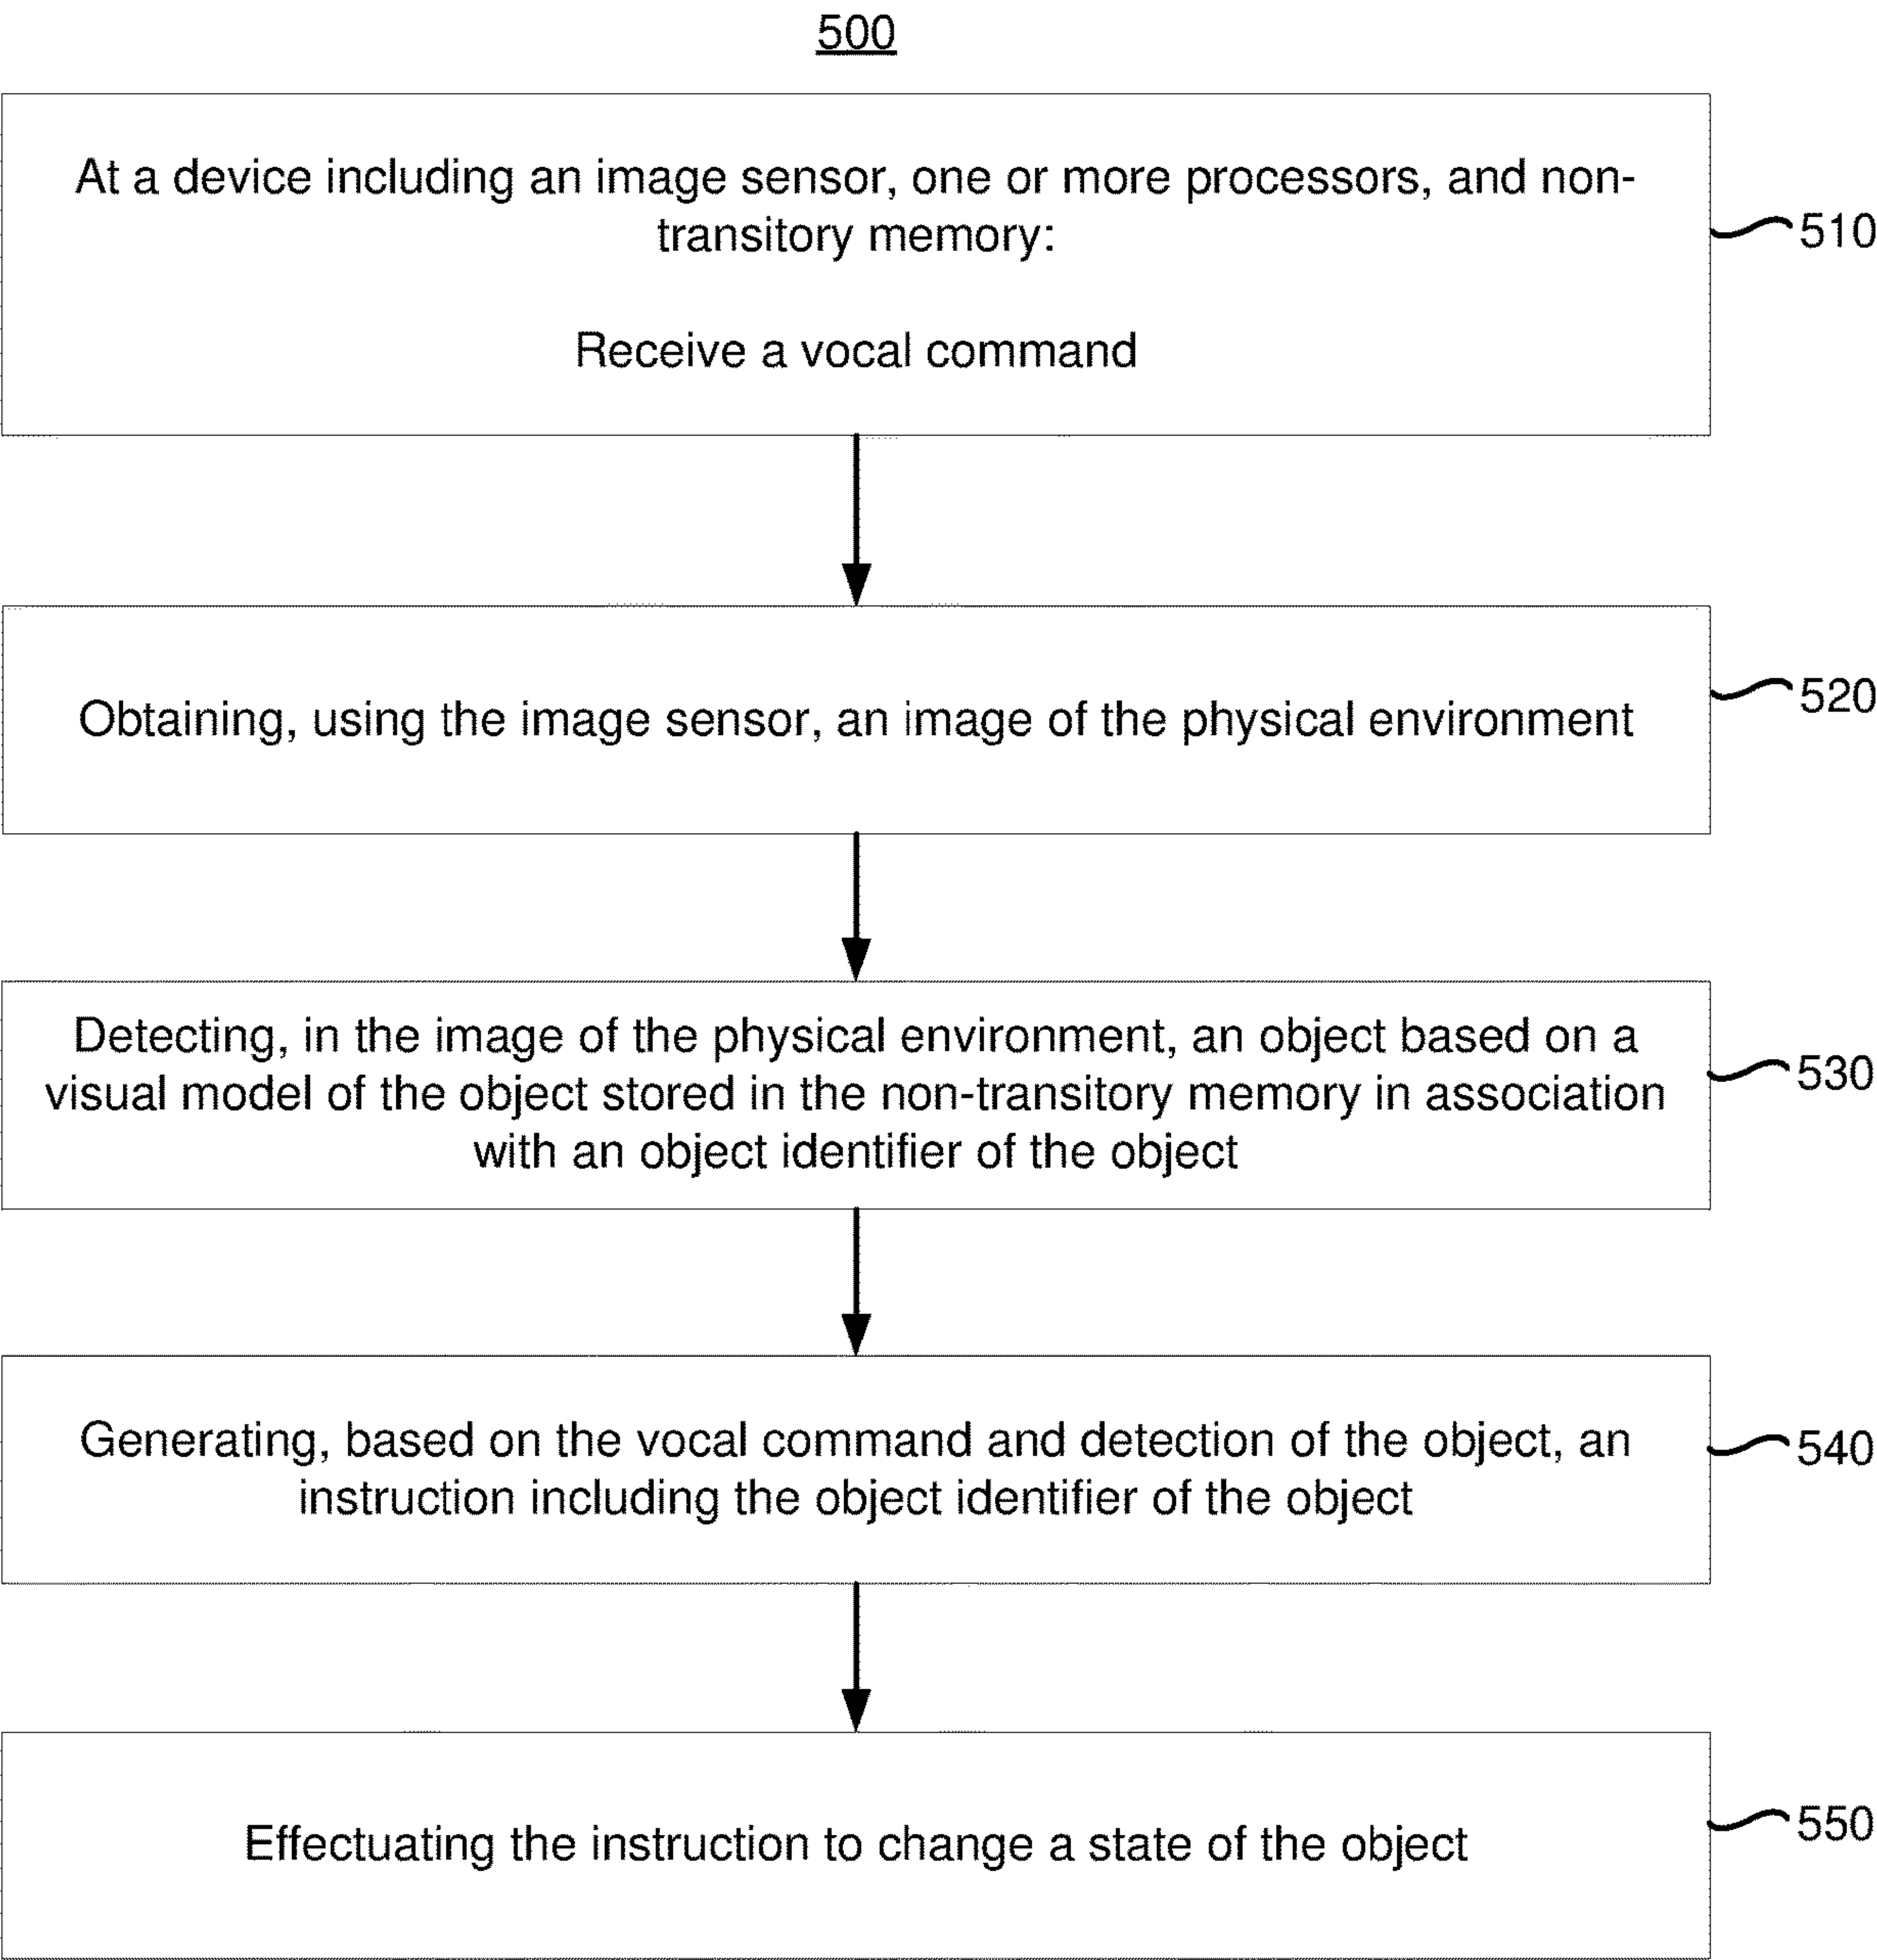 500
At a device including an image sensor, one or more processors, and non-
transitory memory:
Receive a vocal command
510
Obtaining, using the image sensor, an image of the physical environment
520
Detecting, in the image of the physical environment, an object based on a
visual model of the object stored in the non-transitory memory in association
with an object identifier of the object
530
Generating, based on the vocal command and detection of the object, an
instruction including the object identifier of the object
540
Effectuating the instruction to change a state of the object
550